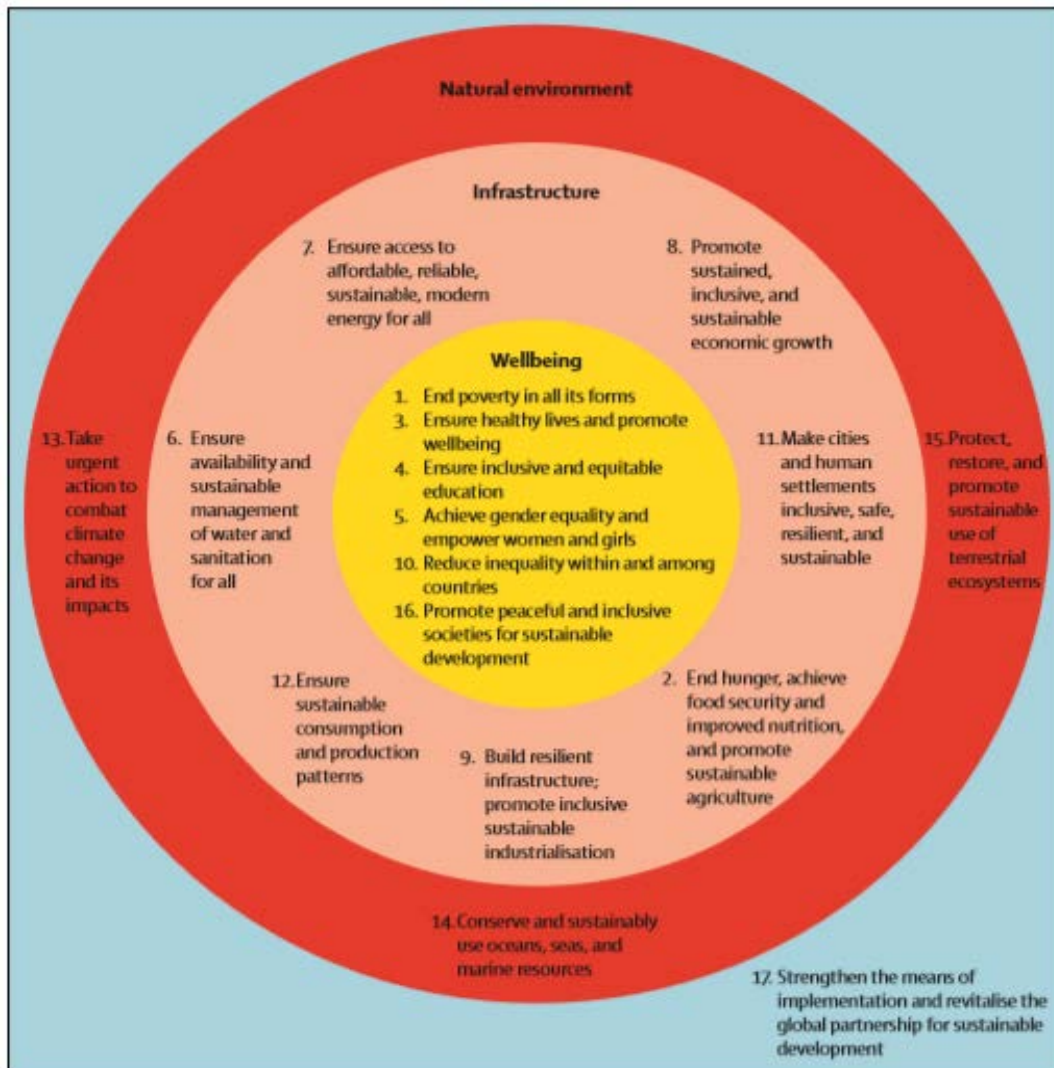 Natural environment
Infrastructure
7. Ensure access to
affordable, reliable,
sustainable, modern
energy for all
8. Promote
sustained,
inclusive, and
sustainable
economic growth
Wellbeing
1. End poverty in all its forms
3. Ensure healthy lives and promote
wellbeing
4. Ensure inclusive and equitable
education
5. Achieve gender equality and
empower women and girls
10. Reduce inequality within and among
countries
16. Promote peaceful and inclusive
societies for sustainable
development
13. Take
urgent
action to
combat
climate
change
and its
impacts
6. Ensure
availability and
sustainable
management
of water and
sanitation
for all
11. Make cities
and human
settlements
inclusive, safe,
resilient, and
sustainable
15. Protect,
restore, and
promote
sustainable
use of
terrestrial
ecosystems
12. Ensure
sustainable
consumption
and production
patterns
9. Build resilient
infrastructure;
promote inclusive
sustainable
industrialisation
2. End hunger, achieve
food security and
improved nutrition,
and promote
sustainable
agriculture
14. Conserve and sustainably
use oceans, seas, and
marine resources
17. Strengthen the means of
implementation and revitalise the
global partnership for sustainable
development